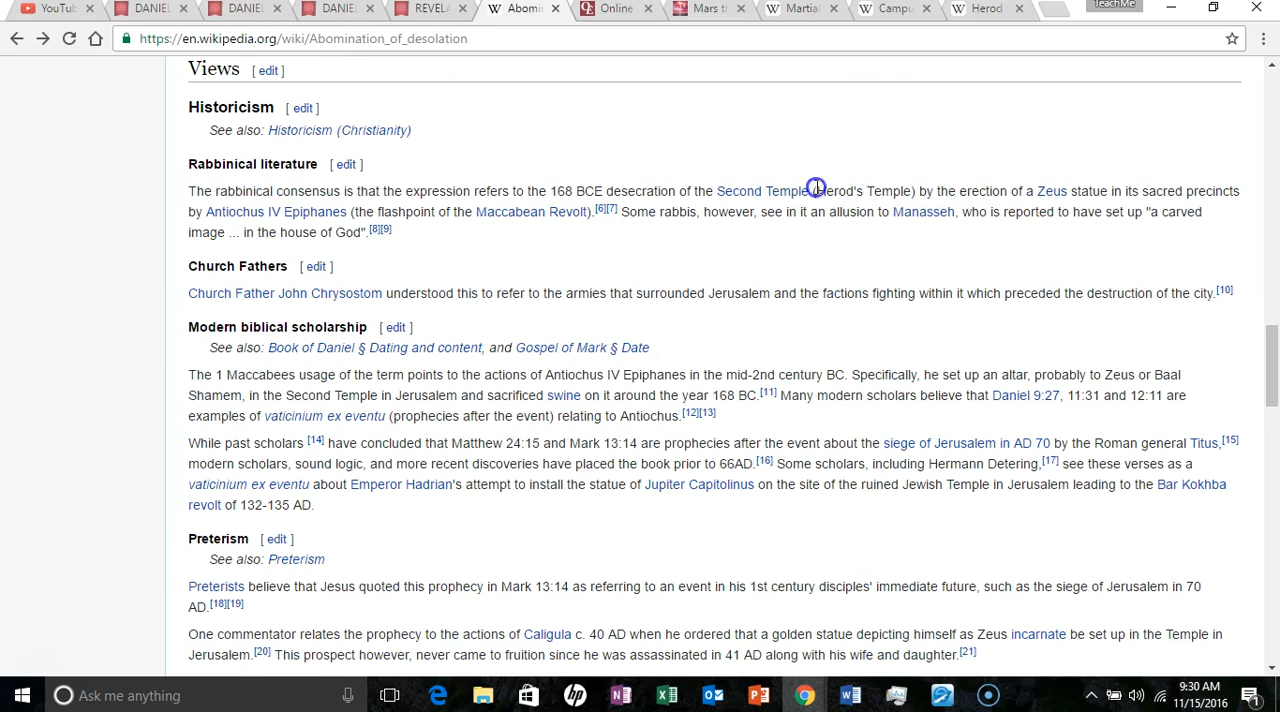 YouTub
DANIEL
DANIEL
DANIEL
REVELA
Abomin
Online
Mars th
Martial
Campu
Herod
TeachMe
https://en.wikipedia.org/wiki/Abomination_of_desolation
Views [ edit ]
Historicism [ edit ]
See also: Historicism (Christianity)
Rabbinical literature [ edit ]
The rabbinical consensus is that the expression refers to the 168 BCE desecration of the Second Temple (Herod's Temple) by the erection of a Zeus statue in its sacred precincts
by Antiochus IV Epiphanes (the flashpoint of the Maccabean Revolt).[6][7] Some rabbis, however, see in it an allusion to Manasseh, who is reported to have set up "a carved
image ... in the house of God".[8][9]
Church Fathers [ edit ]
Church Father John Chrysostom understood this to refer to the armies that surrounded Jerusalem and the factions fighting within it which preceded the destruction of the city.[10]
Modern biblical scholarship [ edit ]
See also: Book of Daniel § Dating and content, and Gospel of Mark § Date
The 1 Maccabees usage of the term points to the actions of Antiochus IV Epiphanes in the mid-2nd century BC. Specifically, he set up an altar, probably to Zeus or Baal
Shamem, in the Second Temple in Jerusalem and sacrificed swine on it around the year 168 BC.[11] Many modern scholars believe that Daniel 9:27, 11:31 and 12:11 are
examples of vaticinium ex eventu (prophecies after the event) relating to Antiochus.[12][13]
While past scholars [14] have concluded that Matthew 24:15 and Mark 13:14 are prophecies after the event about the siege of Jerusalem in AD 70 by the Roman general Titus,[15]
modern scholars, sound logic, and more recent discoveries have placed the book prior to 66AD.[16] Some scholars, including Hermann Detering,[17] see these verses as a
vaticinium ex eventu about Emperor Hadrian's attempt to install the statue of Jupiter Capitolinus on the site of the ruined Jewish Temple in Jerusalem leading to the Bar Kokhba
revolt of 132-135 AD.
Preterism [ edit ]
See also: Preterism
Preterists believe that Jesus quoted this prophecy in Mark 13:14 as referring to an event in his 1st century disciples' immediate future, such as the siege of Jerusalem in 70
AD.[18][19]
One commentator relates the prophecy to the actions of Caligula c. 40 AD when he ordered that a golden statue depicting himself as Zeus incarnate be set up in the Temple in
Jerusalem.[20] This prospect however, never came to fruition since he was assassinated in 41 AD along with his wife and daughter.[21]
Ask me anything
9:30 AM
11/15/2016